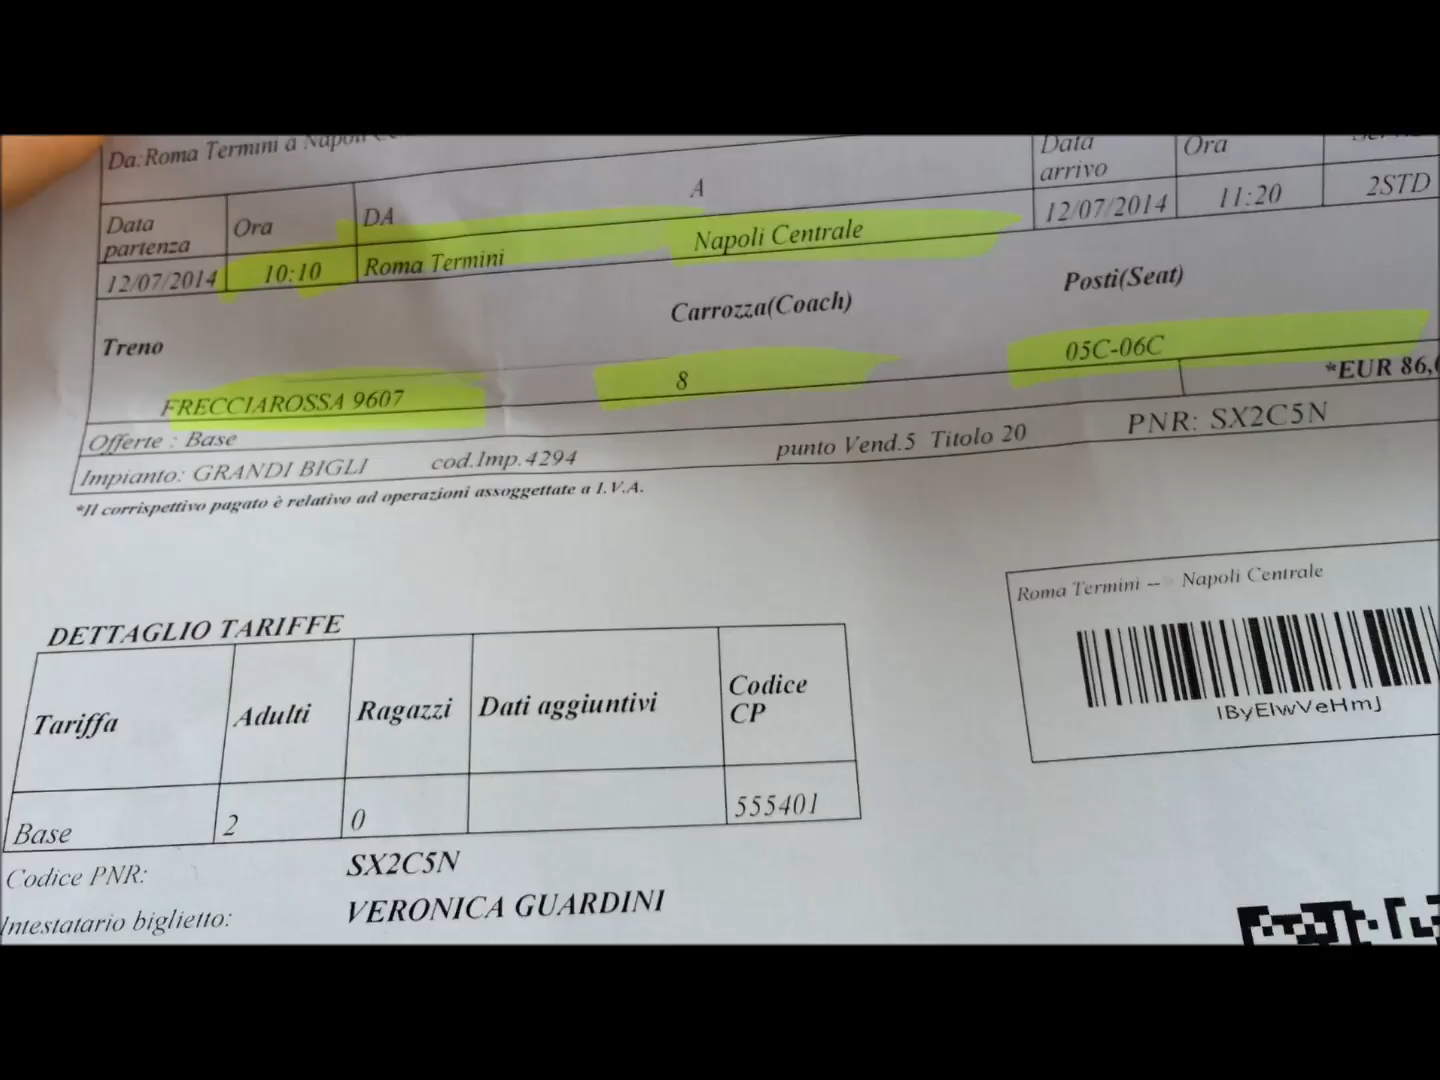 Da:Roma Termini a Napoli
Data partenza Ora DA A Data arrivo Ora
12/07/2014 10:10 Roma Termini Napoli Centrale 12/07/2014 11:20 2STD
Treno Carrozza(Coach) Posti(Seat)
FRECCIAROSSA 9607 8 05C-06C
*EUR 86,
Offerte : Base
Impianto: GRANDI BIGLI cod.Imp.4294 punto Vend.5 Titolo 20 PNR: SX2C5N
*Il corrispettivo pagato è relativo ad operazioni assoggettate a I.V.A.
Roma Termini -- Napoli Centrale
IByEIwVeHmJ
DETTAGLIO TARIFFE
Tariffa Adulti Ragazzi Dati aggiuntivi Codice CP
Base 2 0 555401
Codice PNR: SX2C5N
Intestatario biglietto: VERONICA GUARDINI